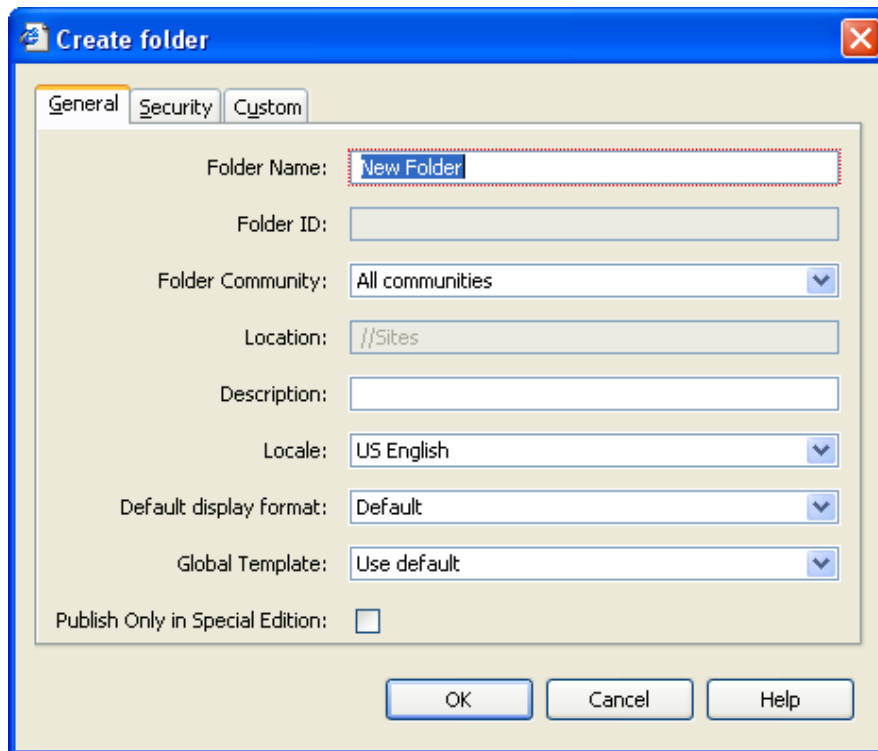 Create folder
General Security Custom
Folder Name: New Folder
Folder ID:
Folder Community: All communities
Location: //Sites
Description:
Locale: US English
Default display format: Default
Global Template: Use default
Publish Only in Special Edition:
OK Cancel Help